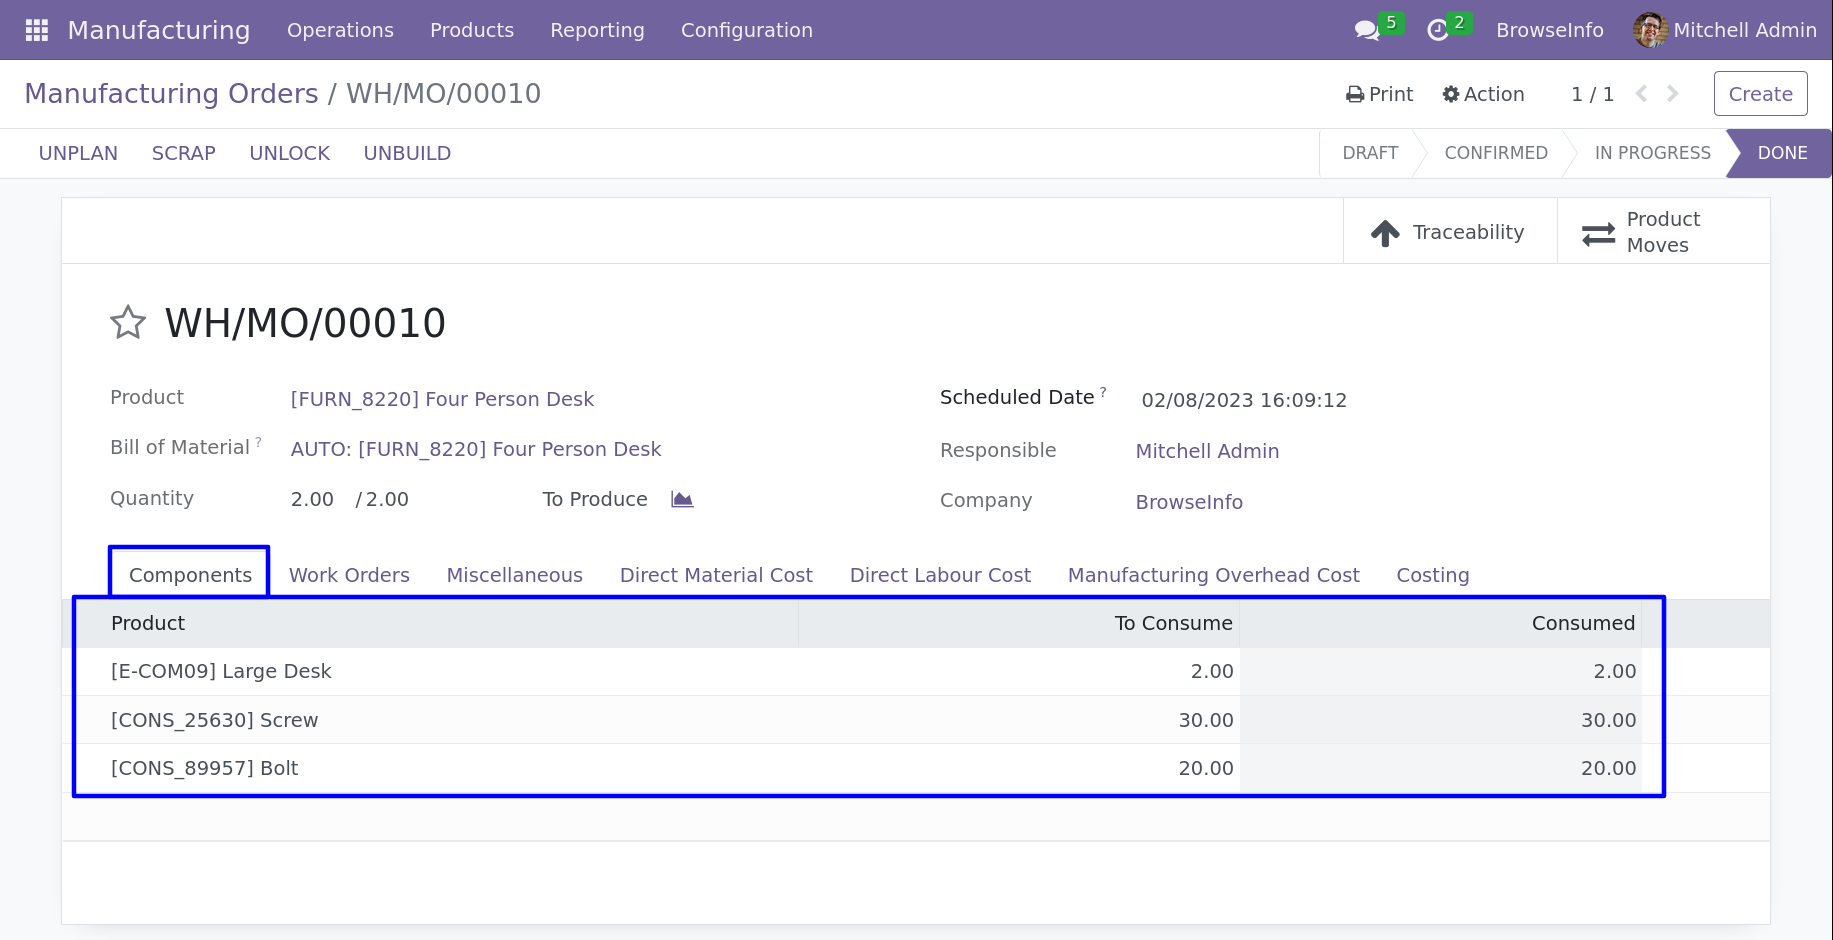 Manufacturing Operations Products Reporting Configuration 5 2 BrowseInfo Mitchell Admin
Manufacturing Orders / WH/MO/00010 Print Action 1 / 1 Create
UNPLAN SCRAP UNLOCK UNBUILD DRAFT CONFIRMED IN PROGRESS DONE
Traceability Product
Moves
WH/MO/00010
Product [FURN_8220] Four Person Desk Scheduled Date ? 02/08/2023 16:09:12
Bill of Material ? AUTO: [FURN_8220] Four Person Desk Responsible Mitchell Admin
Quantity 2.00 / 2.00 To Produce Company BrowseInfo
Components Work Orders Miscellaneous Direct Material Cost Direct Labour Cost Manufacturing Overhead Cost Costing
Product To Consume Consumed
[E-COM09] Large Desk 2.00 2.00
[CONS_25630] Screw 30.00 30.00
[CONS_89957] Bolt 20.00 20.00